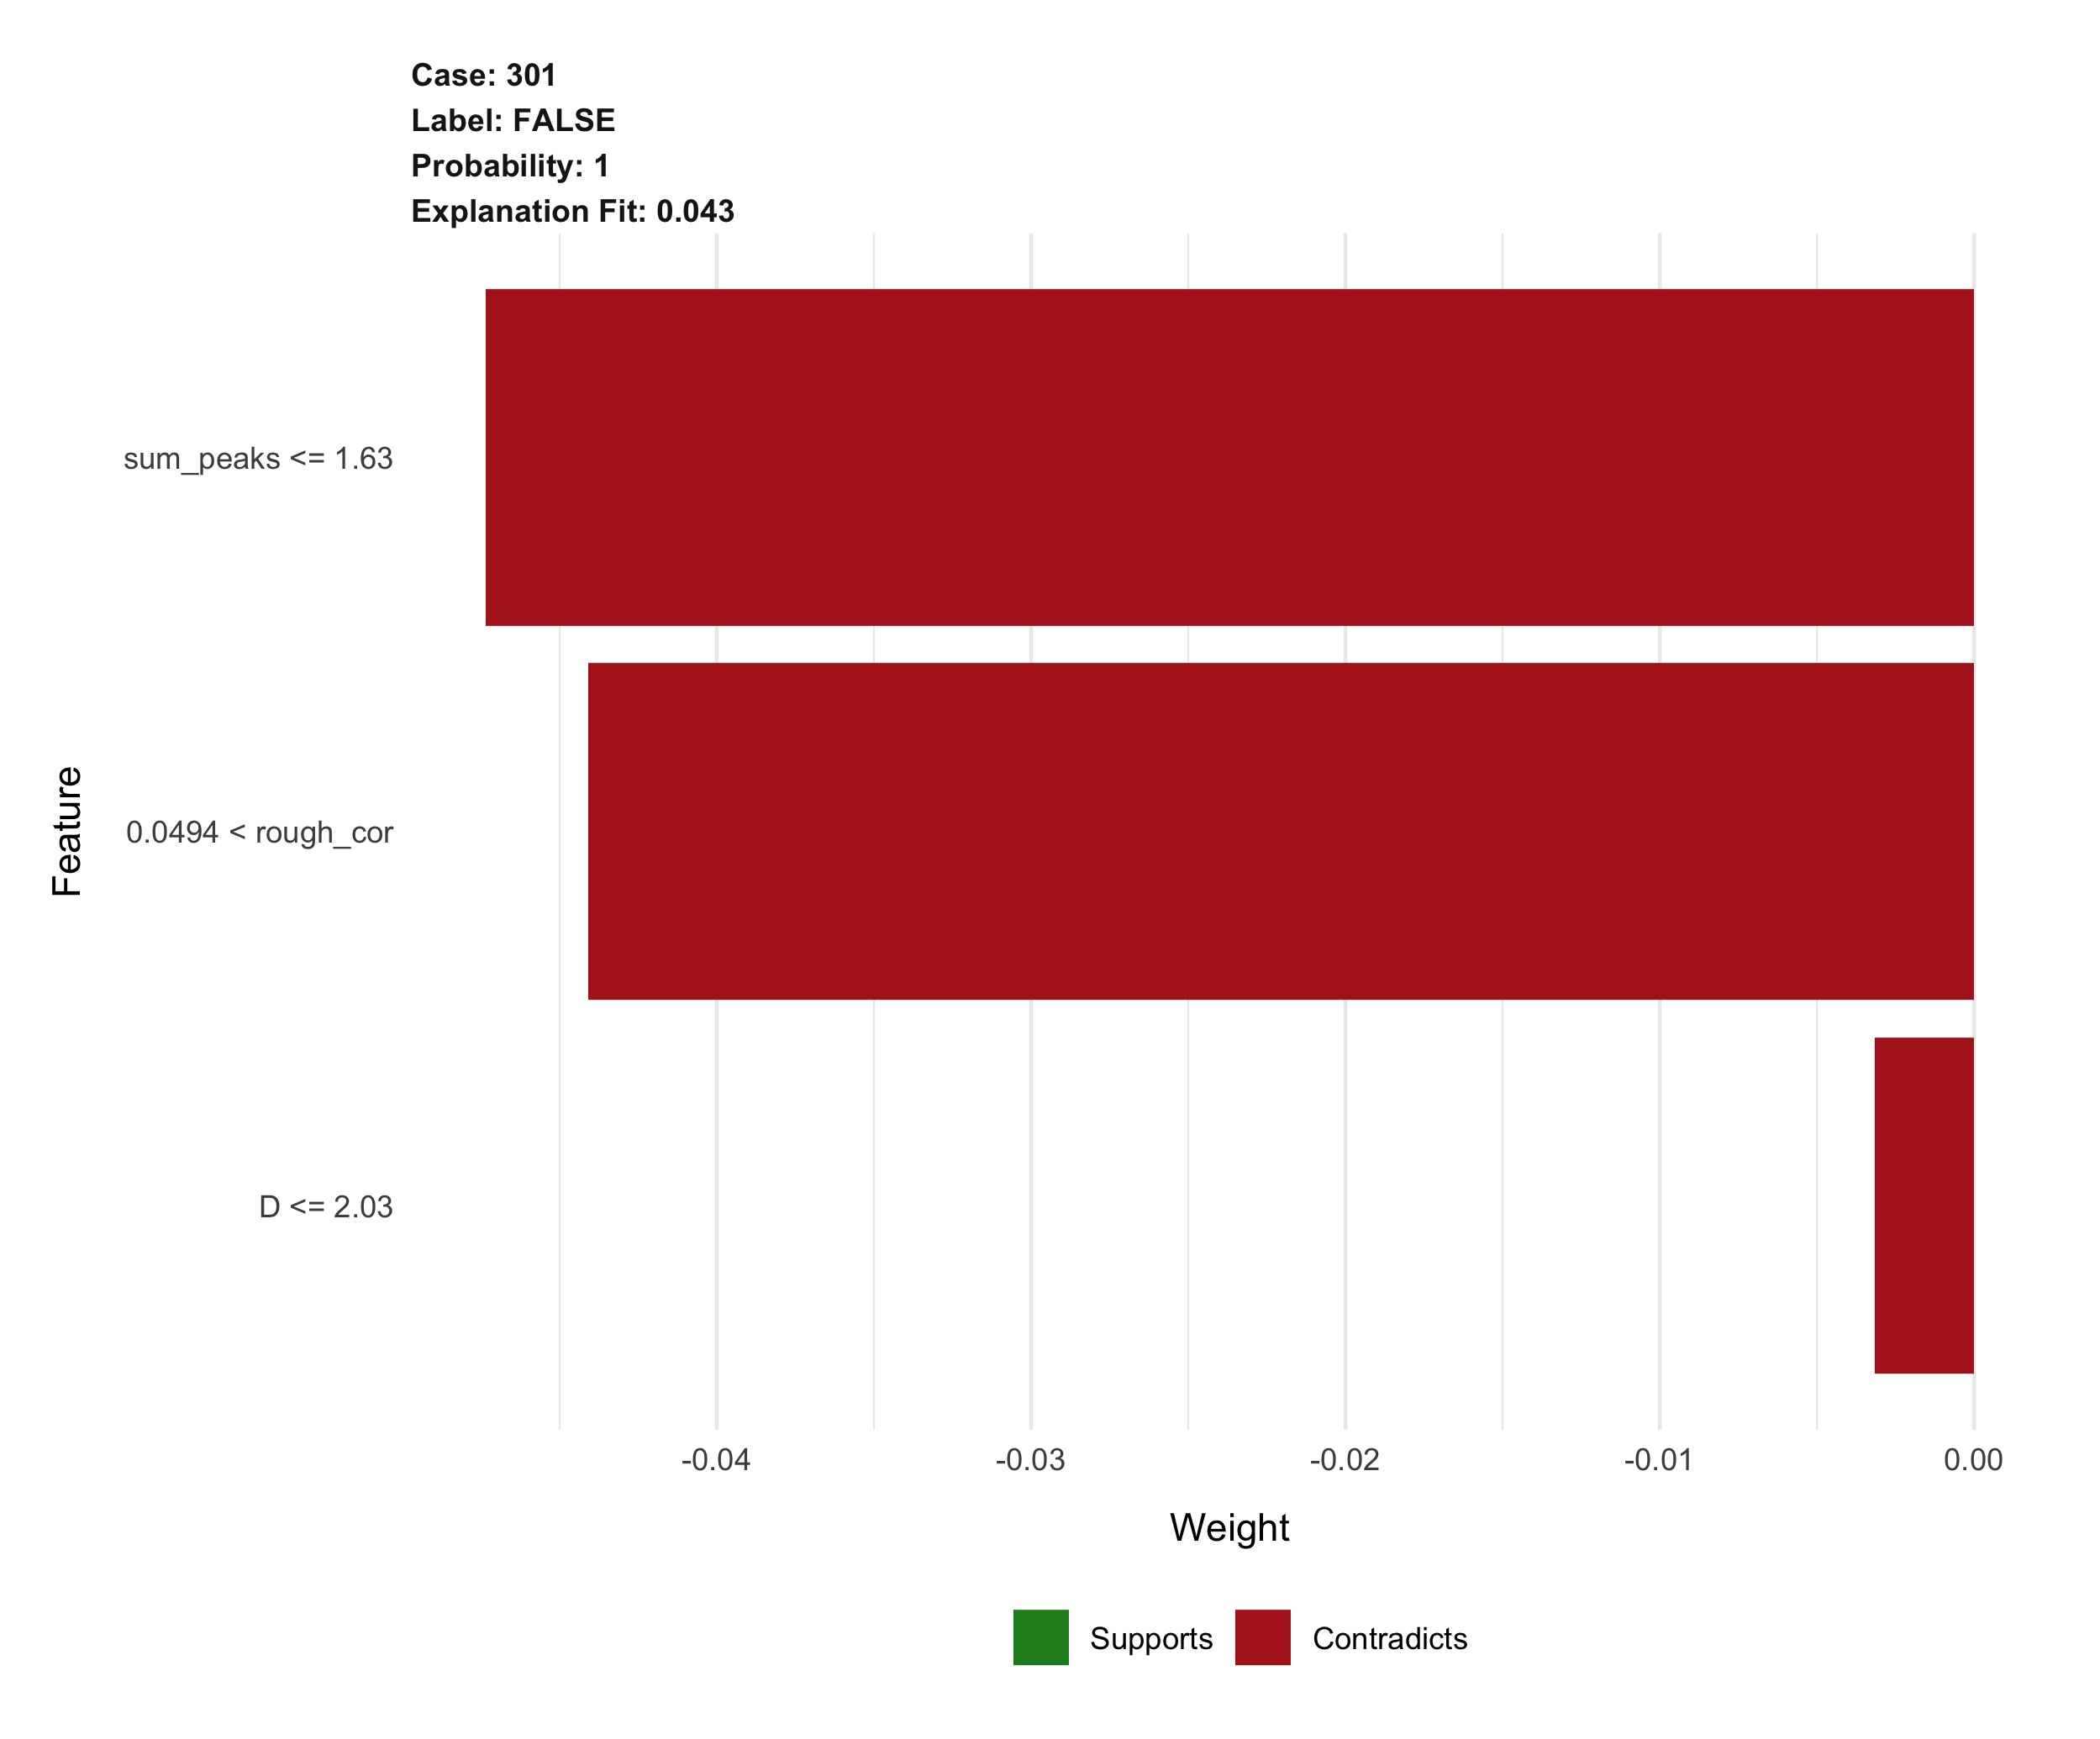 Case: 301
Label: FALSE
Probability: 1
Explanation Fit: 0.043
sum_peaks <= 1.63
0.0494 < rough_cor
D <= 2.03
Feature
-0.04 -0.03 -0.02 -0.01 0.00
Weight
Supports Contradicts